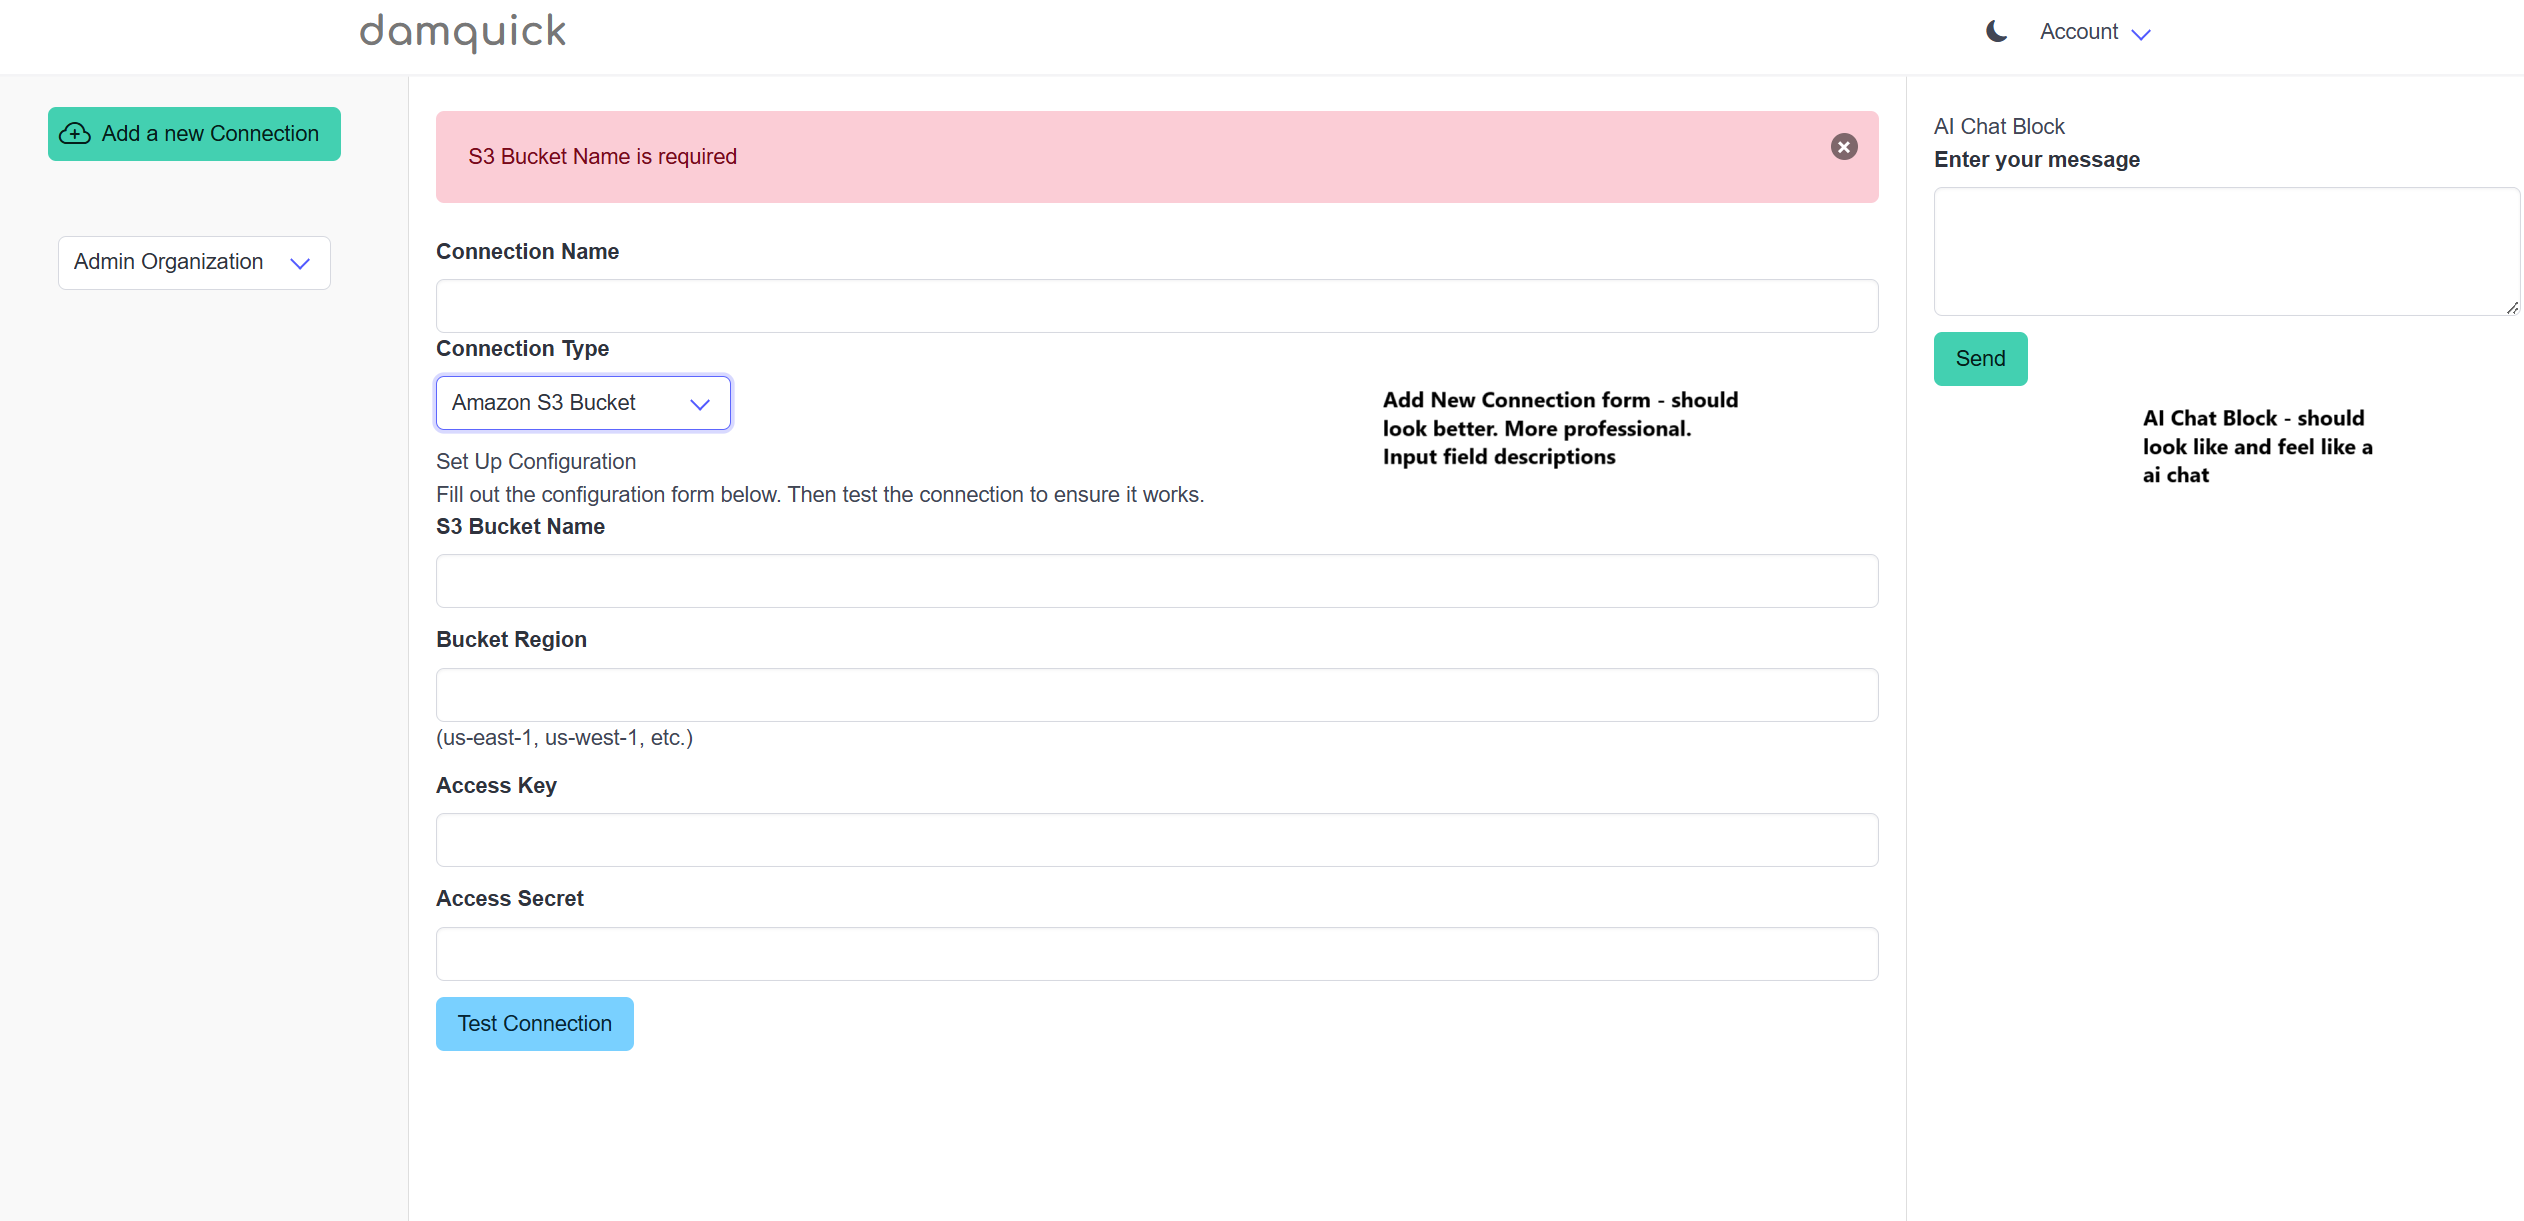 damquick
Account
Add a new Connection
Admin Organization
S3 Bucket Name is required
Connection Name
Connection Type
Amazon S3 Bucket
Set Up Configuration
Fill out the configuration form below. Then test the connection to ensure it works.
S3 Bucket Name
Bucket Region
(us-east-1, us-west-1, etc.)
Access Key
Access Secret
Test Connection
Add New Connection form - should
look better. More professional.
Input field descriptions
AI Chat Block
Enter your message
Send
AI Chat Block - should
look like and feel like a
ai chat